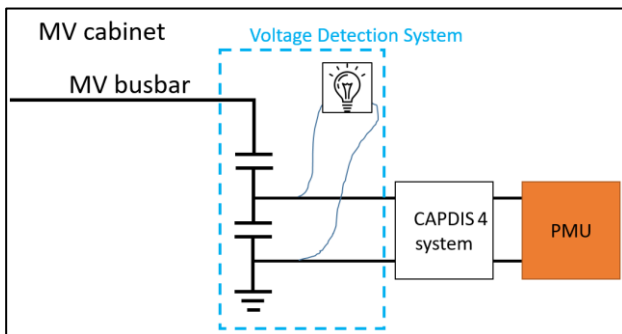 MV cabinet
Voltage Detection System
MV busbar
CAPDIS 4
system
PMU